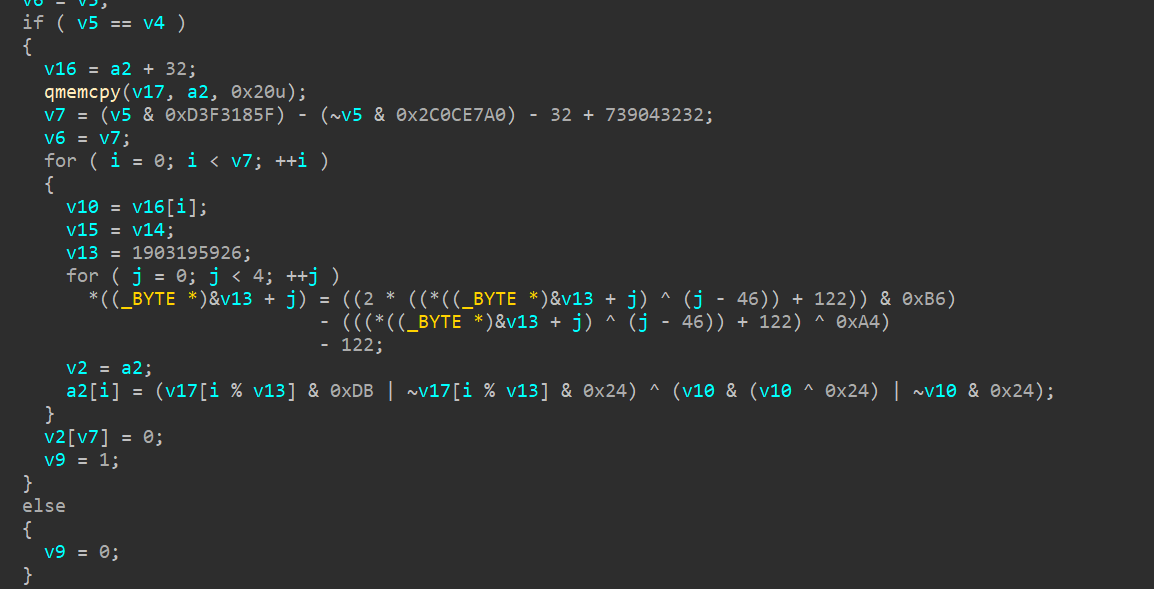 v6 = v5;
if ( v5 == v4 )
{
v16 = a2 + 32;
qmemcpy(v17, a2, 0x20u);
v7 = (v5 & 0xD3F3185F) - (~v5 & 0x2C0CE7A0) - 32 + 739043232;
v6 = v7;
for ( i = 0; i < v7; ++i )
{
v10 = v16[i];
v15 = v14;
v13 = 1903195926;
for ( j = 0; j < 4; ++j )
*((_BYTE *)&v13 + j) = ((2 * ((*((_BYTE *)&v13 + j) ^ (j - 46)) + 122)) & 0xB6)
- (((*((_BYTE *)&v13 + j) ^ (j - 46)) + 122) ^ 0xA4)
- 122;
v2 = a2;
a2[i] = (v17[i % v13] & 0xDB | ~v17[i % v13] & 0x24) ^ (v10 & (v10 ^ 0x24) | ~v10 & 0x24);
}
v2[v7] = 0;
v9 = 1;
}
else
{
v9 = 0;
}